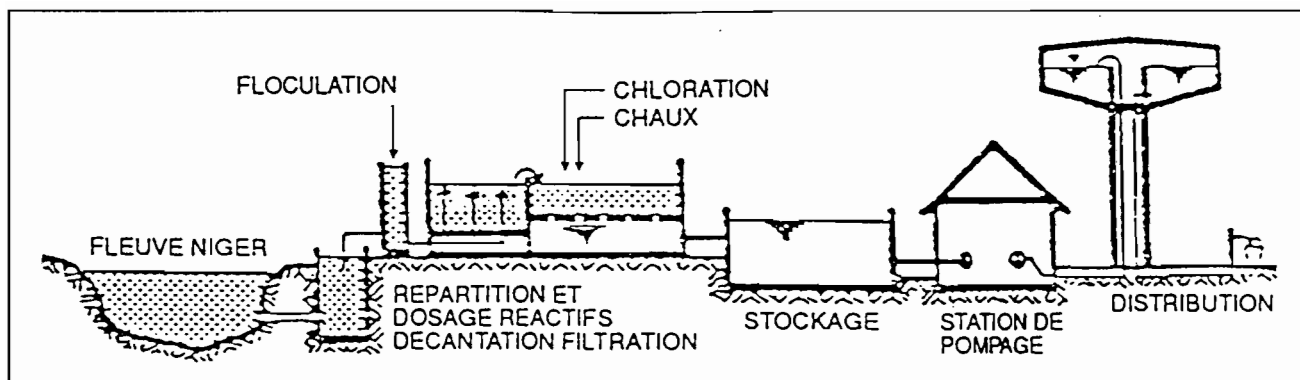 FLOCULATION
CHLORATION
CHAUX
FLEUVE NIGER
REPARTITION ET
DOSAGE REACTIFS
DECANTATION FILTRATION
STOCKAGE
STATION DE
POMPAGE
DISTRIBUTION